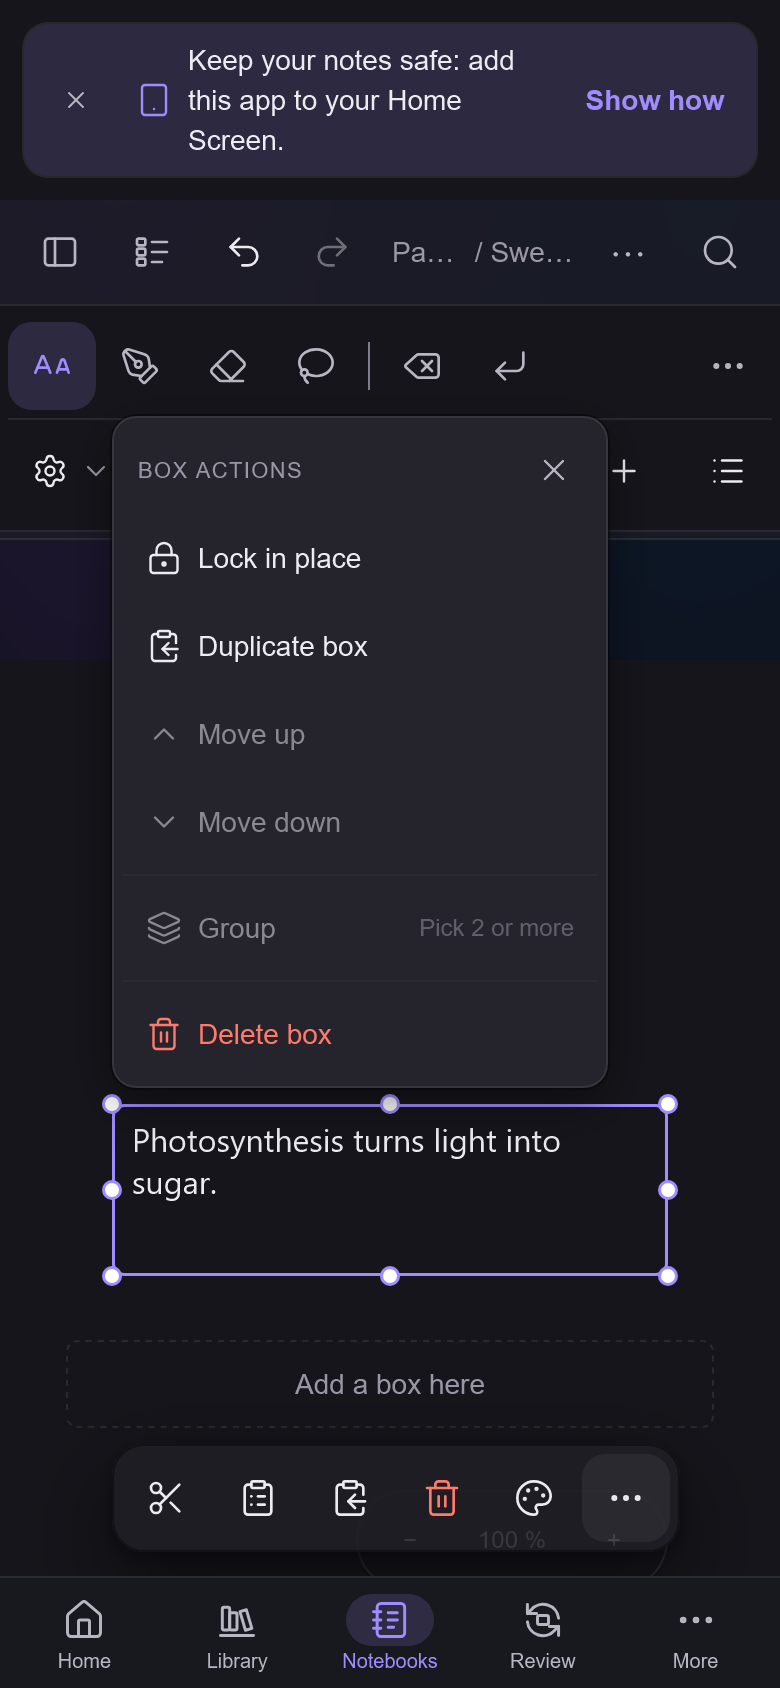 Keep your notes safe: add
this app to your Home
Screen.
Show how
Pa… / Swe…
AA
BOX ACTIONS
Lock in place
Duplicate box
Move up
Move down
Group Pick 2 or more
Delete box
Photosynthesis turns light into
sugar.
Add a box here
− 100 % +
Home Library Notebooks Review More